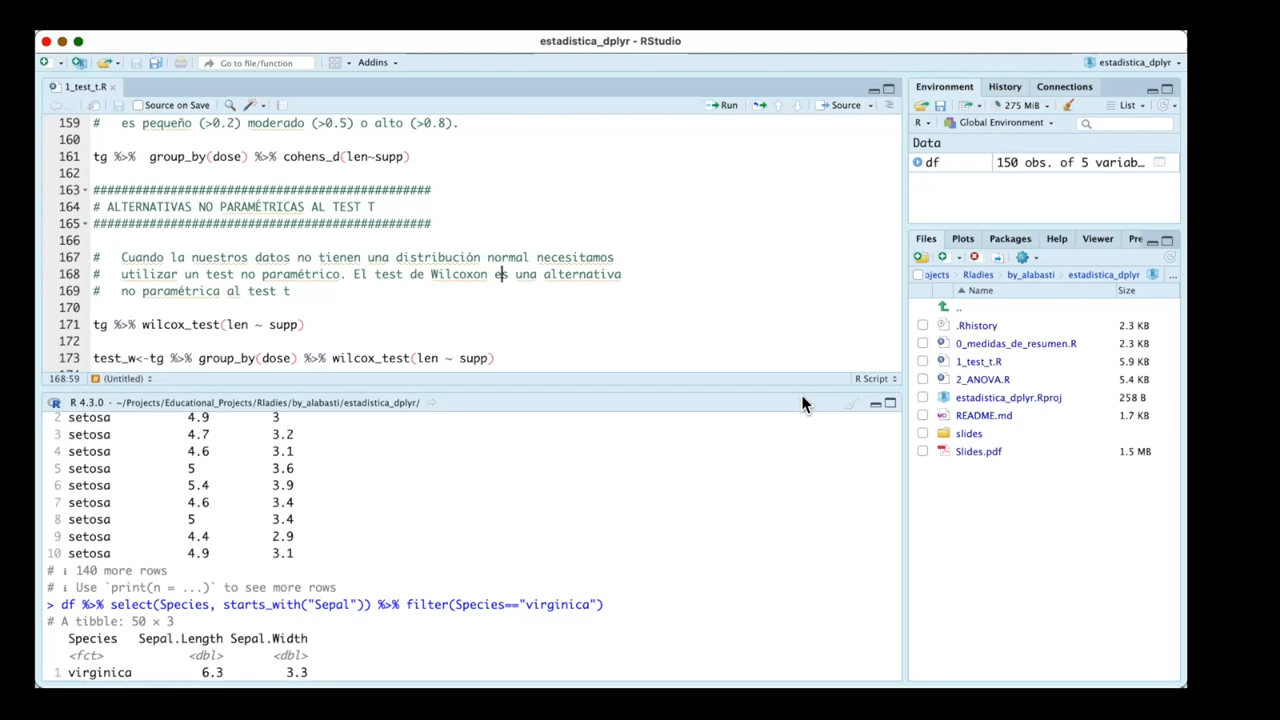 estadistica_dplyr - RStudio
Go to file/function
Addins
estadistica_dplyr
1_test_t.R
Source on Save
Run
Source
159 #   es pequeño (>0.2) moderado (>0.5) o alto (>0.8).
160
161 tg %>%  group_by(dose) %>% cohens_d(len~supp)
162
163 ################################################
164 # ALTERNATIVAS NO PARAMÉTRICAS AL TEST T
165 ################################################
166
167 #   Cuando la nuestros datos no tienen una distribución normal necesitamos
168 #   utilizar un test no paramétrico. El test de Wilcoxon es una alternativa
169 #   no paramétrica al test t
170
171 tg %>% wilcox_test(len ~ supp)
172
173 test_w<-tg %>% group_by(dose) %>% wilcox_test(len ~ supp)
168:59
(Untitled)
R Script
R 4.3.0 · ~/Projects/Educational_Projects/Rladies/by_alabasti/estadistica_dplyr/
2 setosa 4.9 3
3 setosa 4.7 3.2
4 setosa 4.6 3.1
5 setosa 5 3.6
6 setosa 5.4 3.9
7 setosa 4.6 3.4
8 setosa 5 3.4
9 setosa 4.4 2.9
10 setosa 4.9 3.1
# ℹ 140 more rows
# ℹ Use `print(n = ...)` to see more rows
> df %>% select(Species, starts_with("Sepal")) %>% filter(Species=="virginica")
# A tibble: 50 × 3
Species Sepal.Length Sepal.Width
<fct> <dbl> <dbl>
1 virginica 6.3 3.3
Environment History Connections
275 MiB
List
R
Global Environment
Data
df 150 obs. of 5 variab…
Files Plots Packages Help Viewer Pre
ojects Rladies by_alabasti estadistica_dplyr ...
Name Size
..
.Rhistory 2.3 KB
0_medidas_de_resumen.R 2.3 KB
1_test_t.R 5.9 KB
2_ANOVA.R 5.4 KB
estadistica_dplyr.Rproj 258 B
README.md 1.7 KB
slides
Slides.pdf 1.5 MB